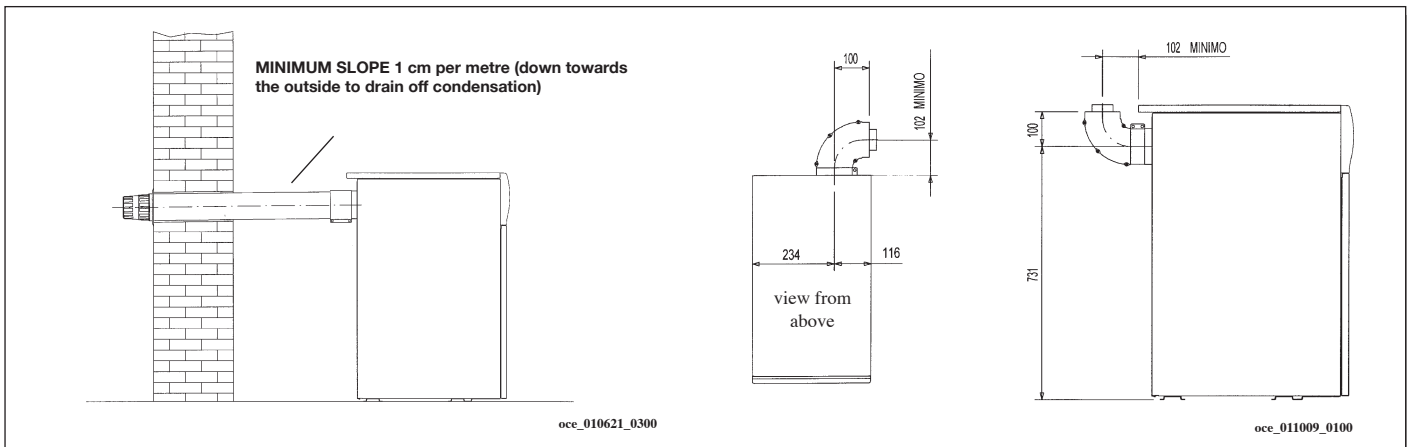 MINIMUM SLOPE 1 cm per metre (down towards
the outside to drain off condensation)
oce_010621_0300
100
102 MINIMO
234
116
view from
above
102 MINIMO
100
731
oce_011009_0100